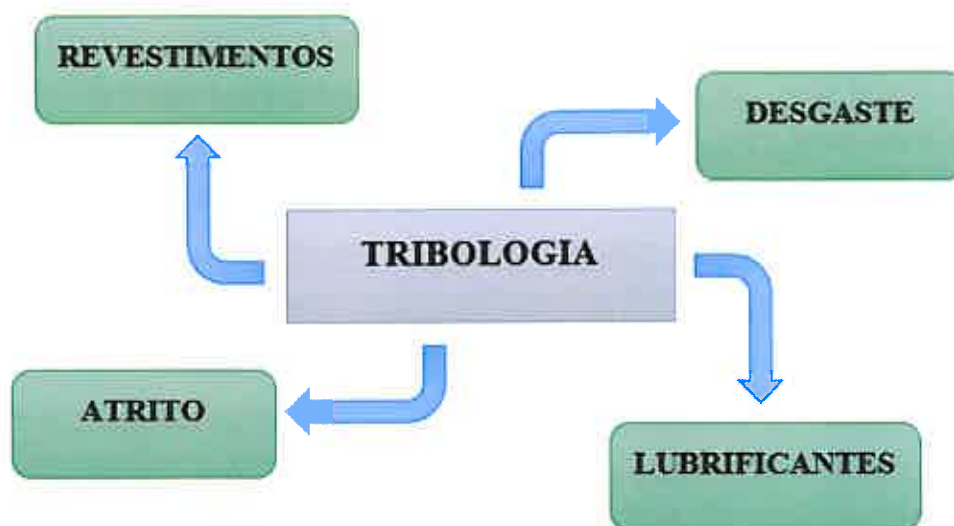 REVESTIMENTOS
DESGASTE
TRIBOLOGIA
ATRITO
LUBRIFICANTES